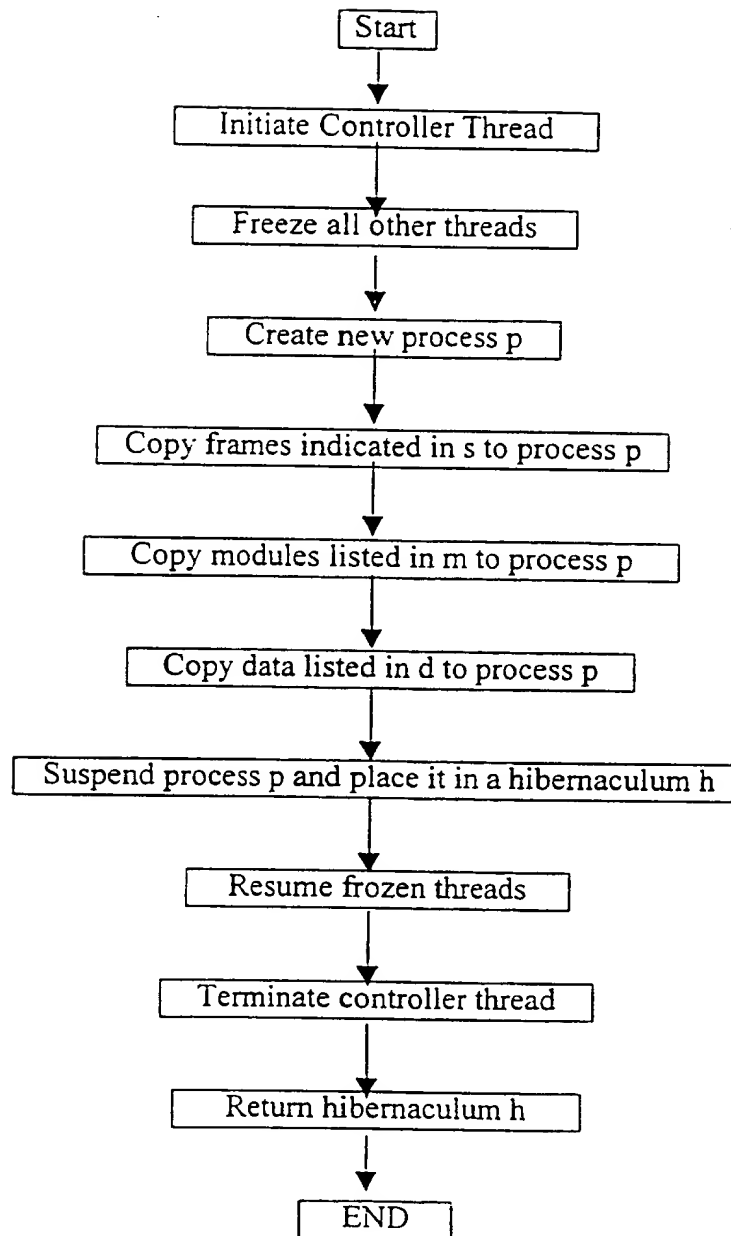 Start
Initiate Controller Thread
Freeze all other threads
Create new process p
Copy frames indicated in s to process p
Copy modules listed in m to process p
Copy data listed in d to process p
Suspend process p and place it in a hibernaculum h
Resume frozen threads
Terminate controller thread
Return hibernaculum h
END